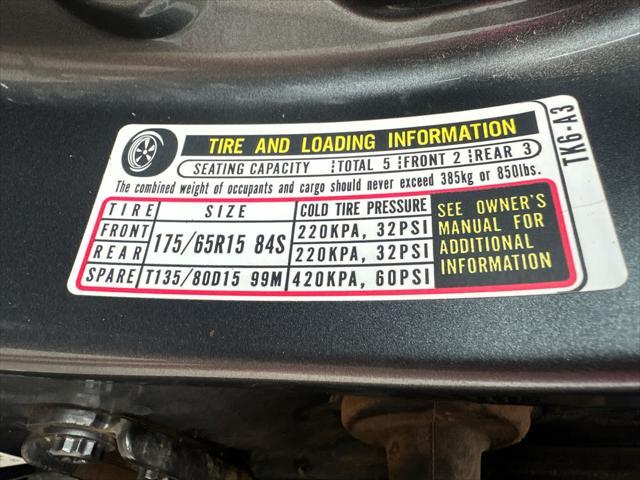 TIRE AND LOADING INFORMATION
SEATING CAPACITY TOTAL 5 FRONT 2 REAR 3
The combined weight of occupants and cargo should never exceed 385kg or 850lbs.
TIRE SIZE COLD TIRE PRESSURE
FRONT 175/65R15 84S 220KPA, 32PSI
REAR 220KPA, 32PSI
SPARE T135/80D15 99M 420KPA, 60PSI
SEE OWNER'S
MANUAL FOR
ADDITIONAL
INFORMATION
TK6-A3